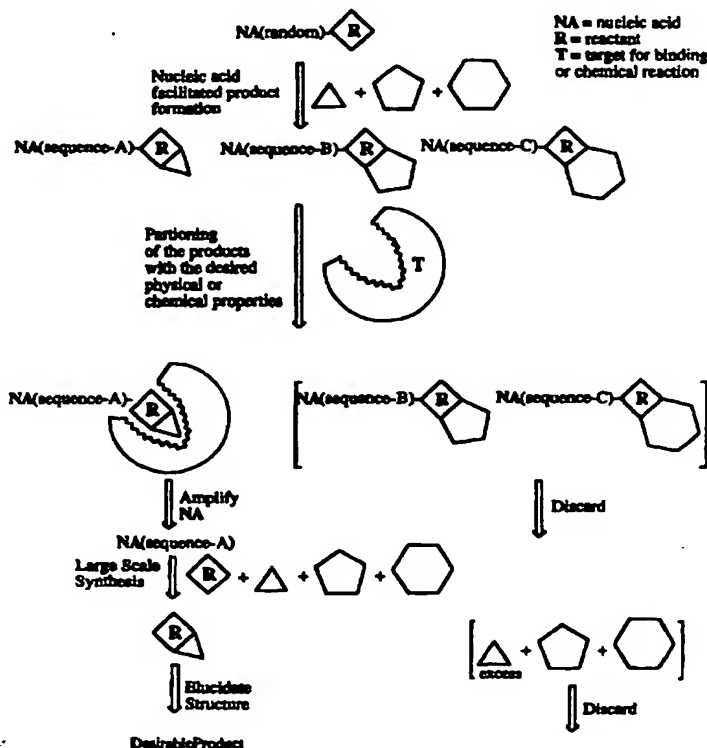 NA(random)
R
NA = nucleic acid
R = reactant
T = target for binding
or chemical reaction
Nucleic acid
facilitated product
formation
+
+
NA(sequence-A)
R
NA(sequence-B)
R
NA(sequence-C)
R
Partioning
of the products
with the desired
physical or
chemical properties
T
NA(sequence-A)
R
NA(sequence-B)
R
NA(sequence-C)
R
Amplify
NA
Discard
NA(sequence-A)
Large Scale
Synthesis
R
+
+
+
R
+
+
excess
Elucidate
Structure
Discard
DesirableProduct